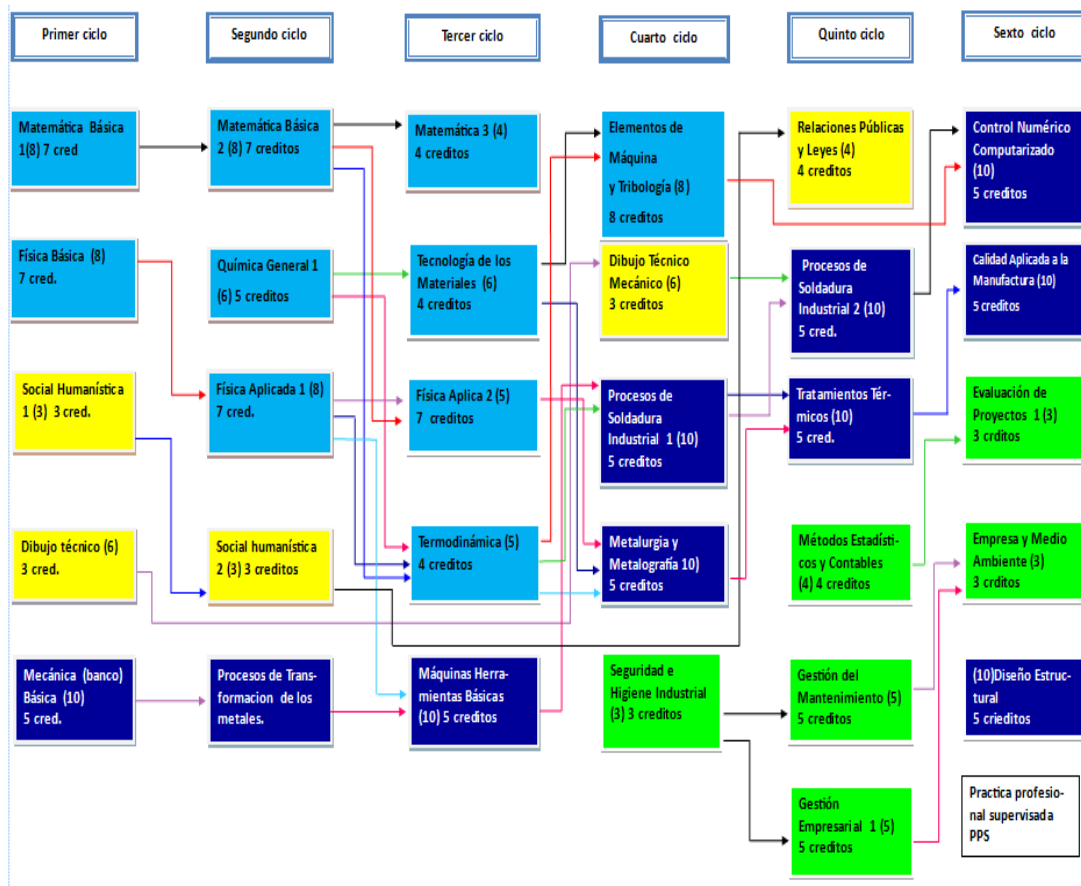 Primer ciclo
Segundo ciclo
Tercer ciclo
Cuarto ciclo
Quinto ciclo
Sexto ciclo
Matemática Básica
1(8) 7 cred
Matemática Básica
2 (8) 7 creditos
Matemática 3 (4)
4 creditos
Elementos de
Máquina
y Tribología (8)
8 creditos
Relaciones Públicas
y Leyes (4)
4 creditos
Control Numérico
Computarizado
(10)
5 creditos
Física Básica (8)
7 cred.
Química General 1
(6) 5 creditos
Tecnología de los
Materiales (6)
4 creditos
Dibujo Técnico
Mecánico (6)
3 creditos
Procesos de
Soldadura
Industrial 2 (10)
5 cred.
Calidad Aplicada a la
Manufactura (10)
5 creditos
Social Humanística
1 (3) 3 cred.
Física Aplicada 1 (8)
7 cred.
Física Aplica 2 (5)
7 creditos
Procesos de
Soldadura
Industrial 1 (10)
5 creditos
Tratamientos Tér-
micos (10)
5 cred.
Evaluación de
Proyectos 1 (3)
3 crditos
Dibujo técnico (6)
3 cred.
Social humanística
2 (3) 3 creditos
Termodinámica (5)
4 creditos
Metalurgia y
Metalografía 10)
5 creditos
Métodos Estadísti-
cos y Contables
(4) 4 creditos
Empresa y Medio
Ambiente (3)
3 crditos
Mecánica (banco)
Básica (10)
5 cred.
Procesos de Trans-
formacion de los
metales.
Máquinas Herra-
mientas Básicas
(10) 5 creditos
Seguridad e
Higiene Industrial
(3) 3 creditos
Gestión del
Mantenimiento (5)
5 creditos
(10)Diseño Estruc-
tural
5 crieditos
Gestión
Empresarial 1 (5)
5 creditos
Practica profesio-
nal supervisada
PPS